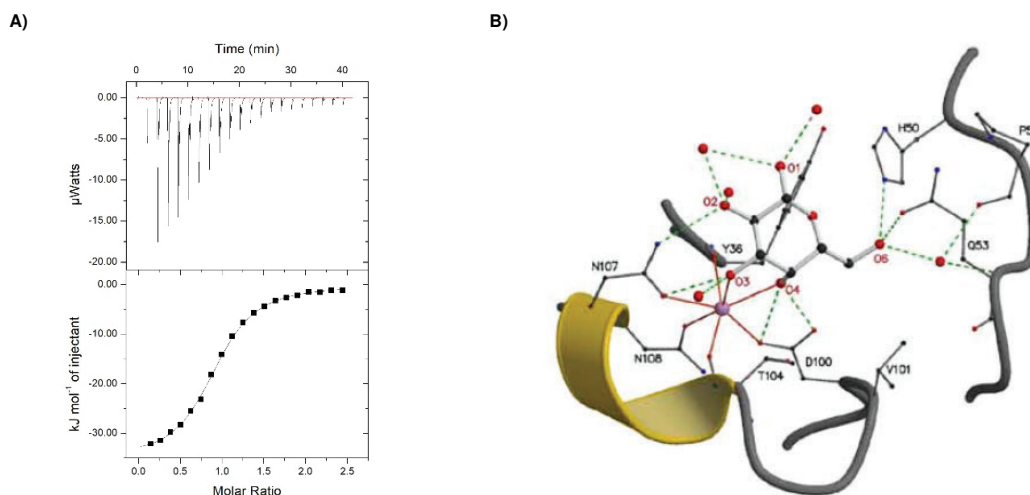 A)
B)
Time (min)
0 10 20 30 40
0.00
-5.00
-10.00
-15.00
-20.00
µWatts
0.00
-10.00
-20.00
-30.00
kJ mol⁻¹ of injectant
0.0 0.5 1.0 1.5 2.0 2.5
Molar Ratio
H50
P5
O1
O2
Y36
O6
Q53
N107
O3
O4
N108
D100
T104
V101